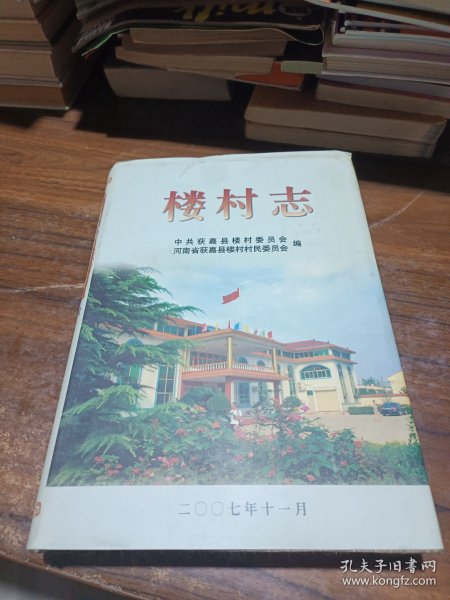 楼村志
中共获嘉县楼村委员会
河南省获嘉县楼村村民委员会
编
二〇〇七年十一月
孔夫子旧书网
www.kongfz.com